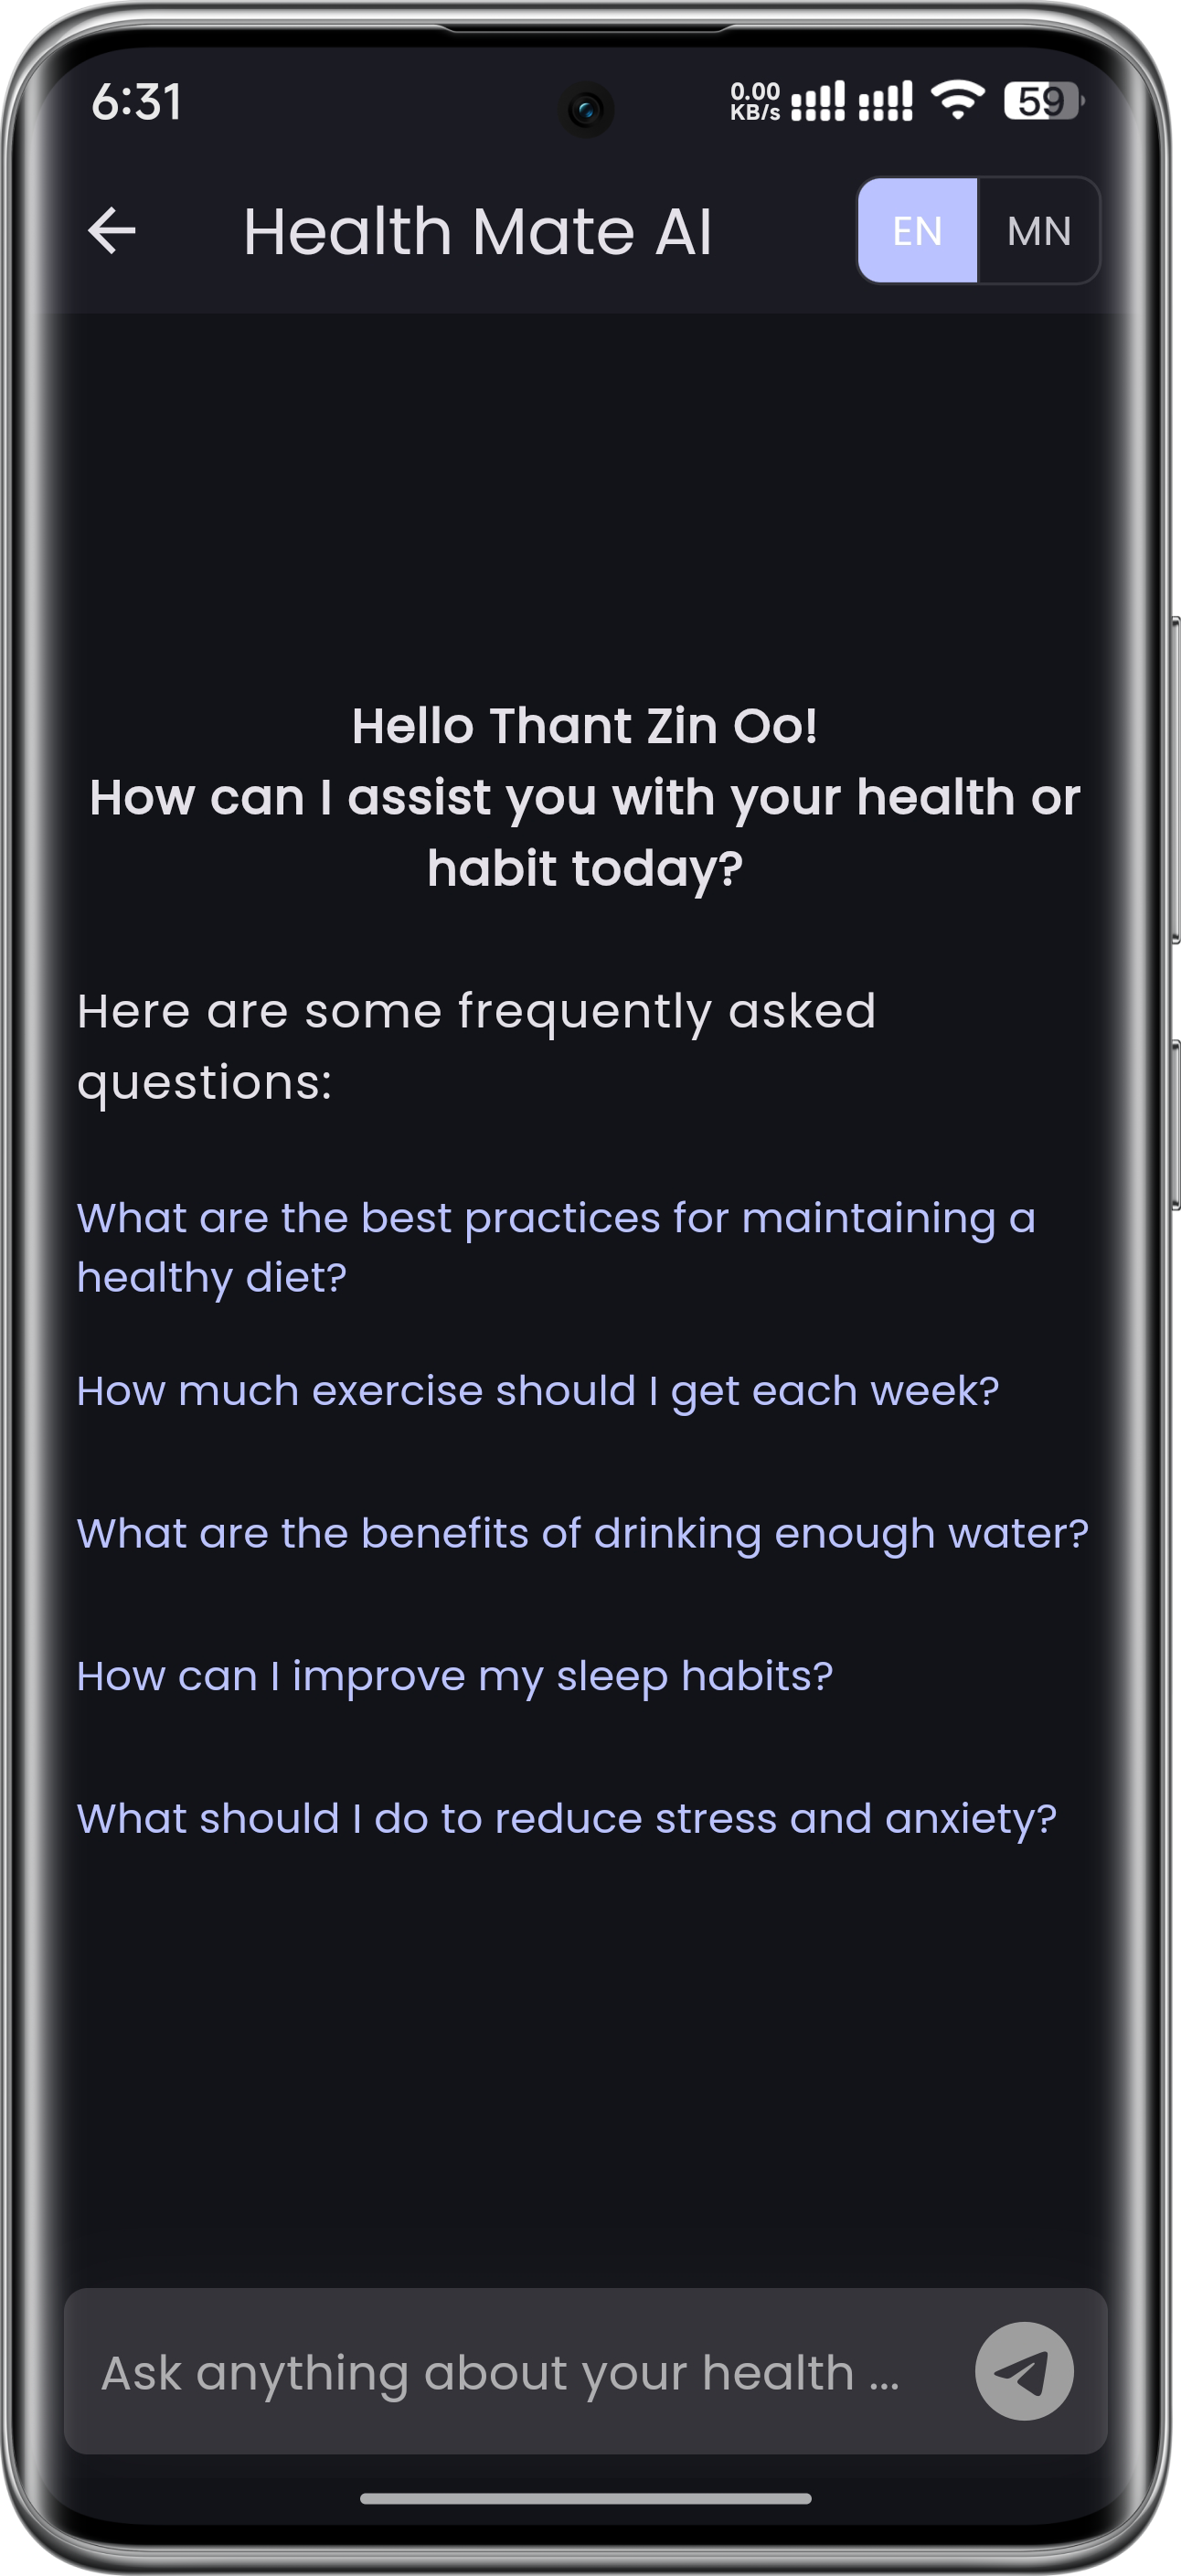 6:31
0.00
KB/s
59
Health Mate AI
EN
MN
Hello Thant Zin Oo!
How can I assist you with your health or
habit today?
Here are some frequently asked
questions:
What are the best practices for maintaining a
healthy diet?
How much exercise should I get each week?
What are the benefits of drinking enough water?
How can I improve my sleep habits?
What should I do to reduce stress and anxiety?
Ask anything about your health ...